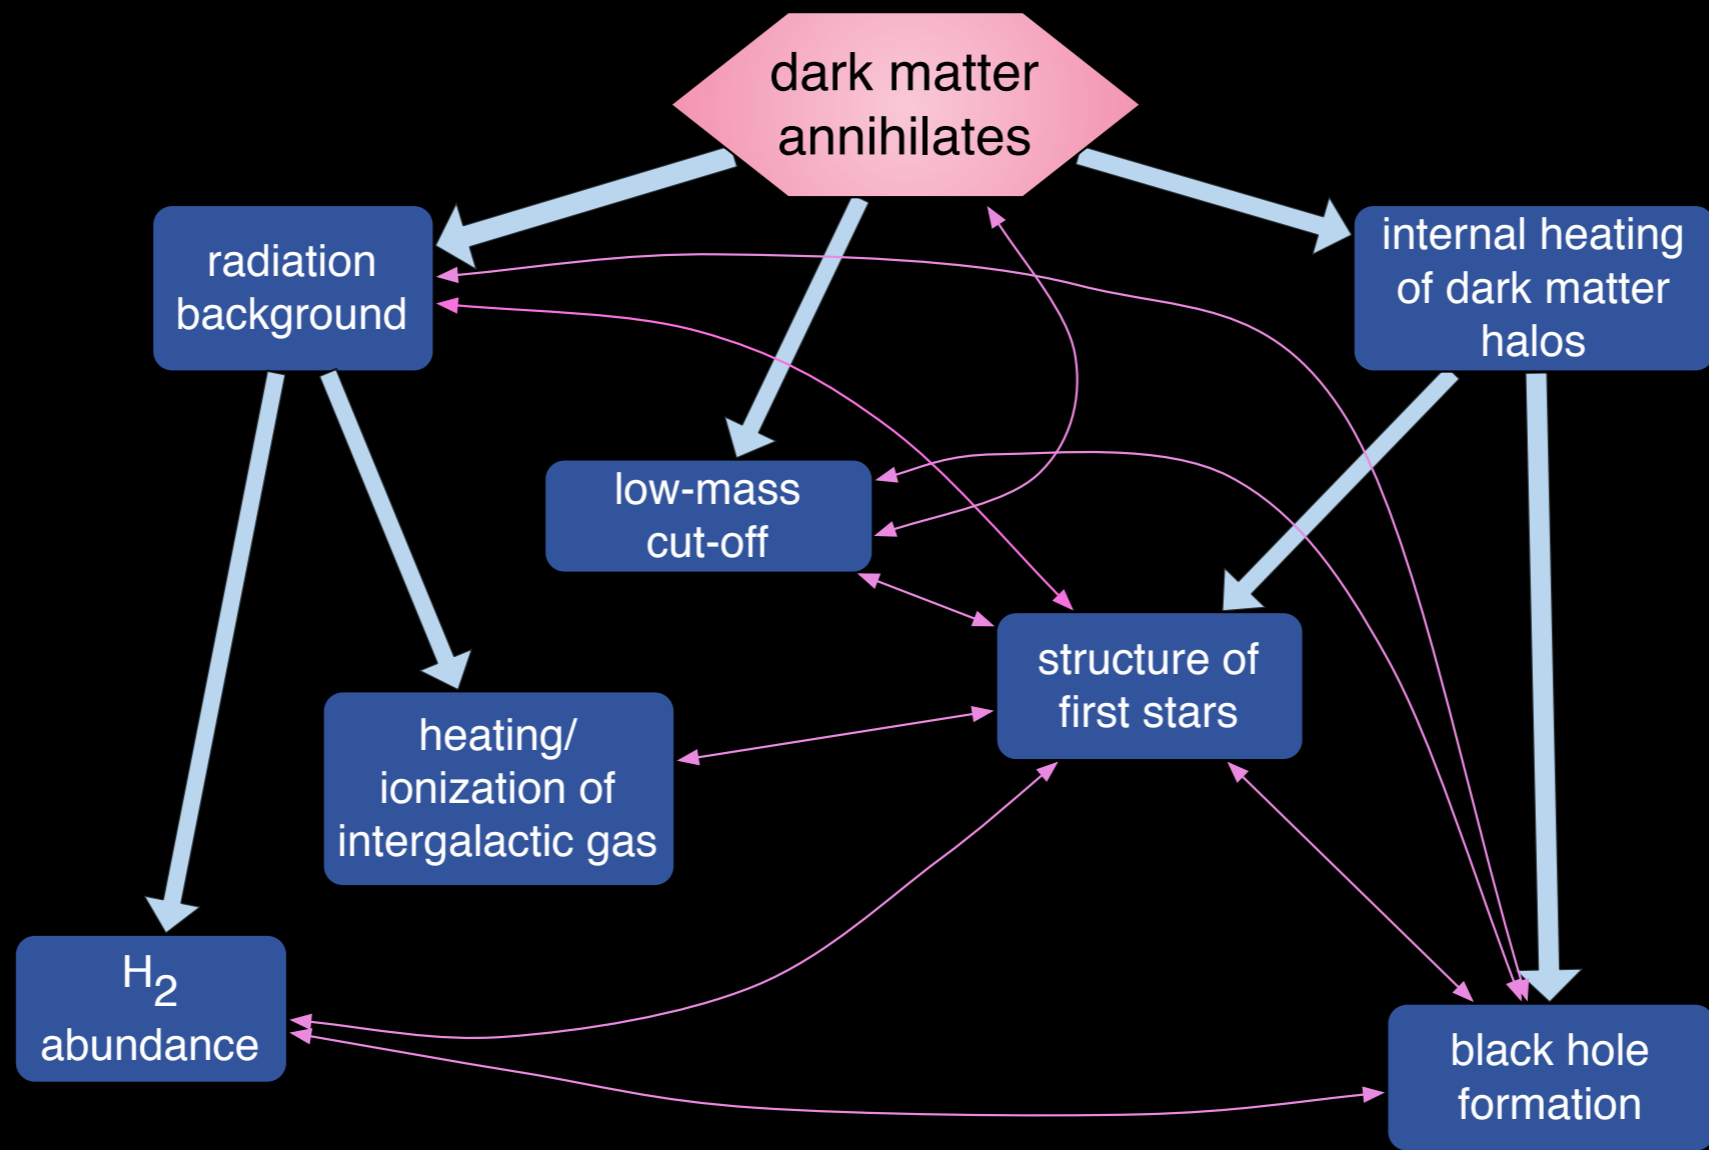 dark matter
annihilates
radiation
background
internal heating
of dark matter
halos
low-mass
cut-off
structure of
first stars
heating/
ionization of
intergalactic gas
H₂
abundance
black hole
formation